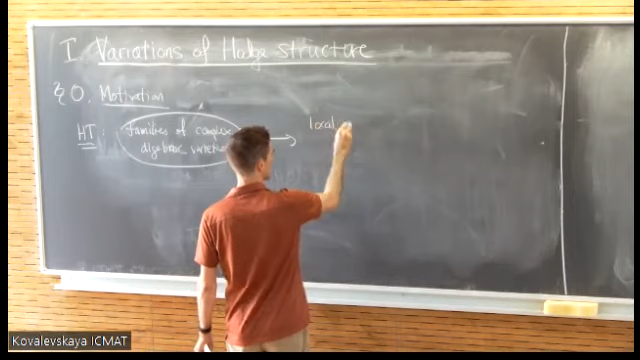 I. Variations of Hodge structure
§ 0. Motivation
HT : families of complex → local
algebraic varieties
Kovalevskaya ICMAT